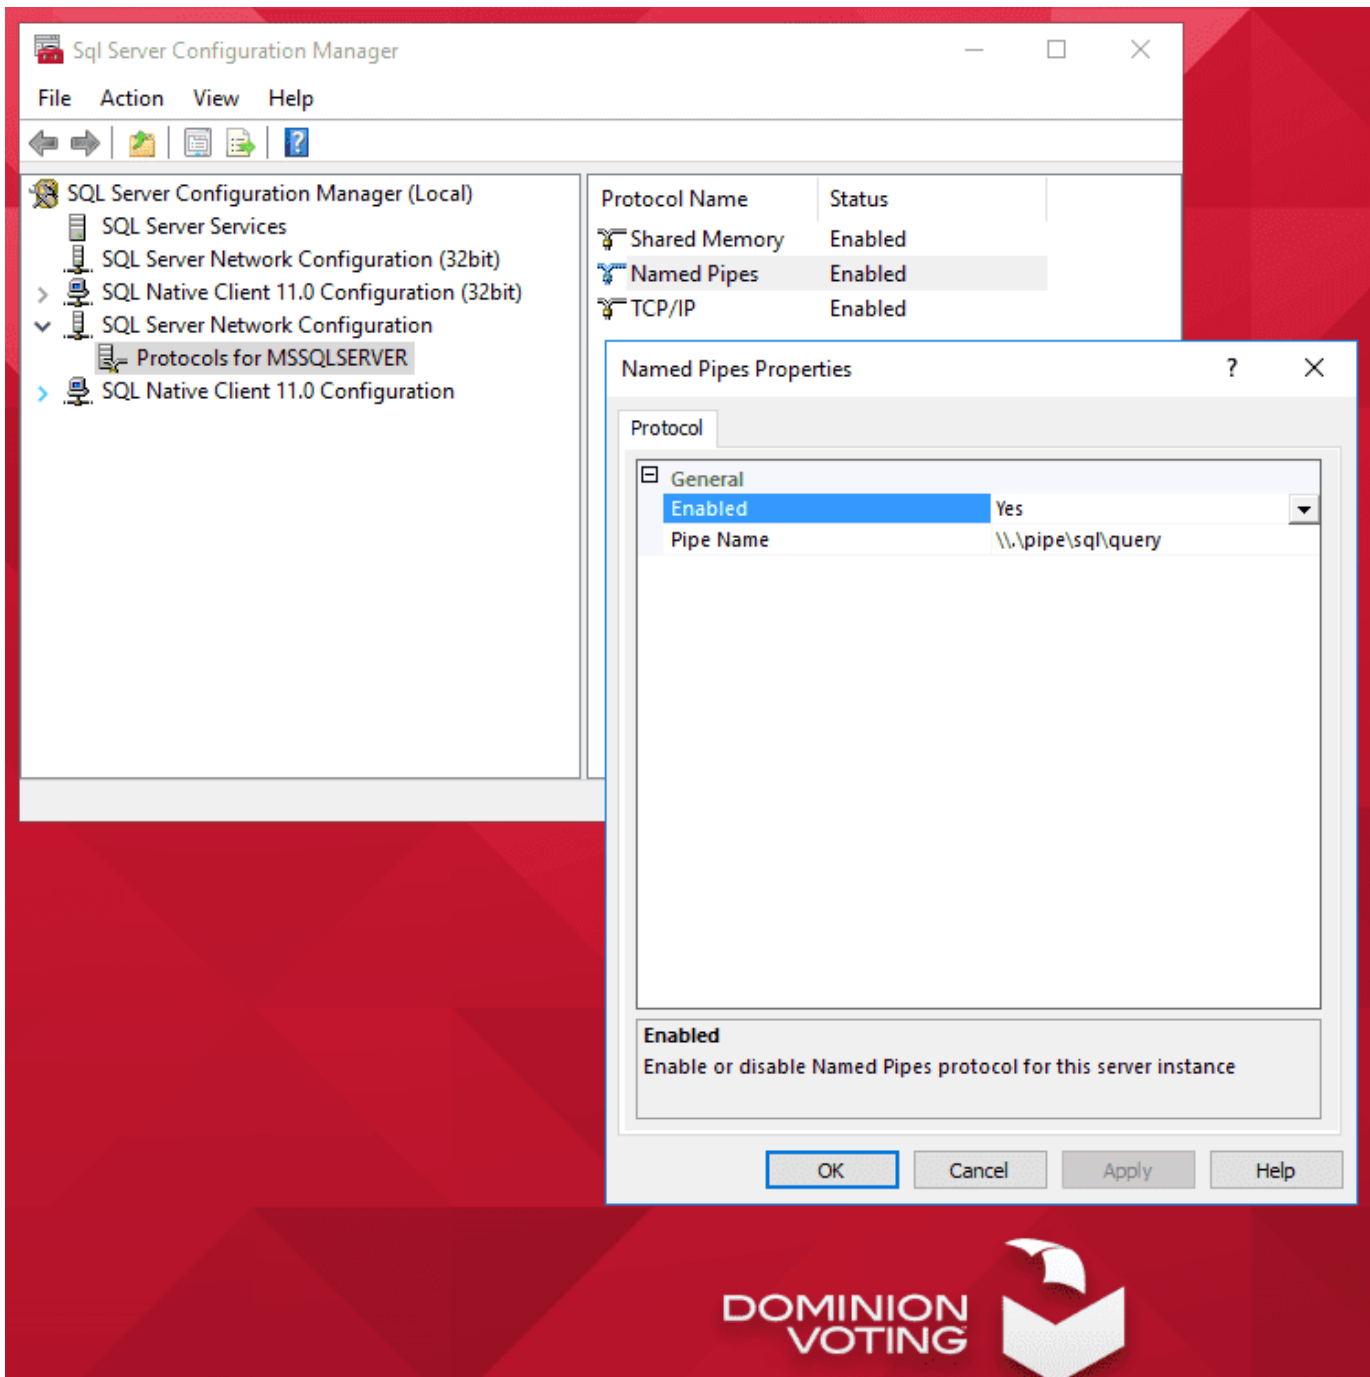 Sql Server Configuration Manager
File Action View Help
SQL Server Configuration Manager (Local)
SQL Server Services
SQL Server Network Configuration (32bit)
SQL Native Client 11.0 Configuration (32bit)
SQL Server Network Configuration
Protocols for MSSQLSERVER
SQL Native Client 11.0 Configuration
Protocol Name Status
Shared Memory Enabled
Named Pipes Enabled
TCP/IP Enabled
Named Pipes Properties
Protocol
General
Enabled Yes
Pipe Name \\.\pipe\sql\query
Enabled
Enable or disable Named Pipes protocol for this server instance
OK Cancel Apply Help
DOMINION
VOTING